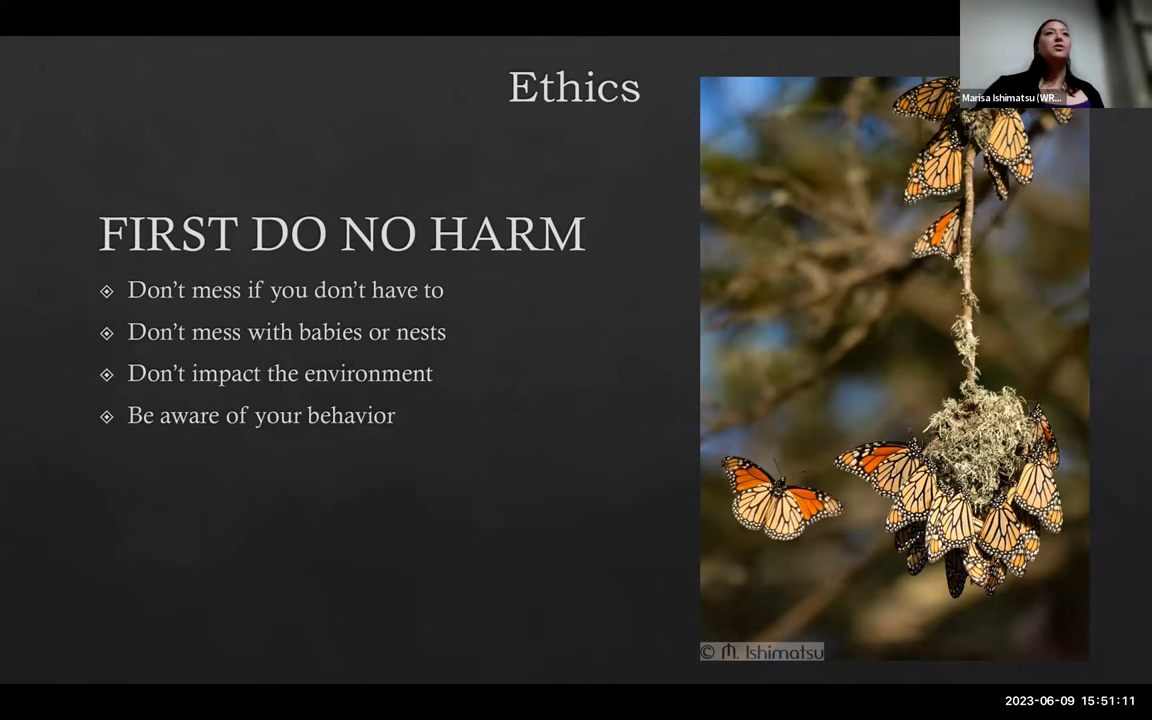 Ethics
Marisa Ishimatsu (WR...
FIRST DO NO HARM
Don't mess if you don't have to
Don't mess with babies or nests
Don't impact the environment
Be aware of your behavior
© M. Ishimatsu
2023-06-09 15:51:11